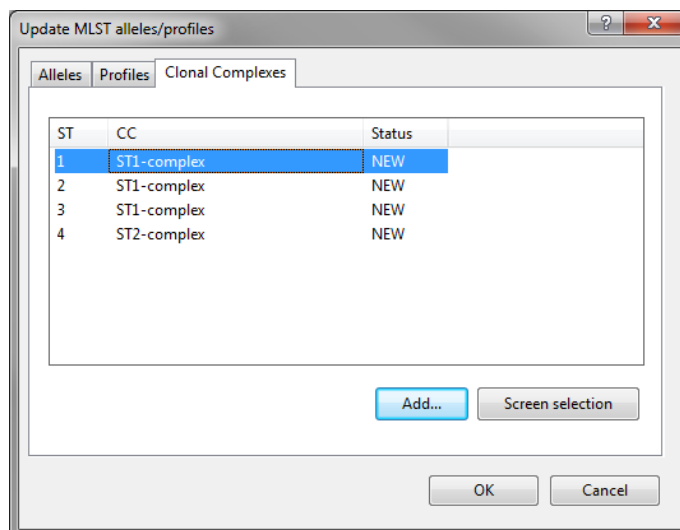 Update MLST alleles/profiles
?
X
Alleles Profiles Clonal Complexes
ST CC Status
1 ST1-complex NEW
2 ST1-complex NEW
3 ST1-complex NEW
4 ST2-complex NEW
Add... Screen selection
OK Cancel